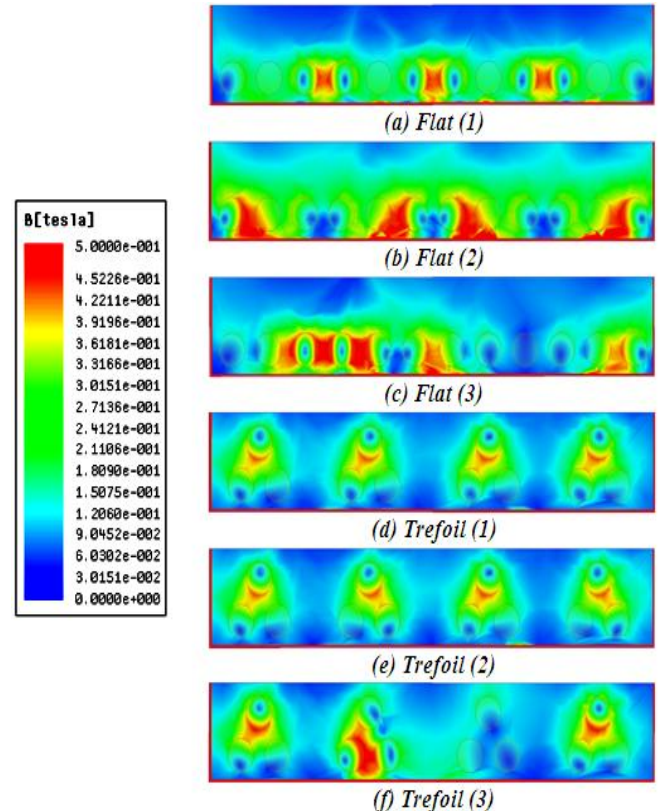 (a) Flat (1)
(b) Flat (2)
B[tesla]
5.0000e-001
4.5226e-001
4.2211e-001
3.9196e-001
3.6181e-001
3.3166e-001
3.0151e-001
2.7136e-001
2.4121e-001
2.1106e-001
1.8090e-001
1.5075e-001
1.2060e-001
9.0452e-002
6.0302e-002
3.0151e-002
0.0000e+000
(c) Flat (3)
(d) Trefoil (1)
(e) Trefoil (2)
(f) Trefoil (3)